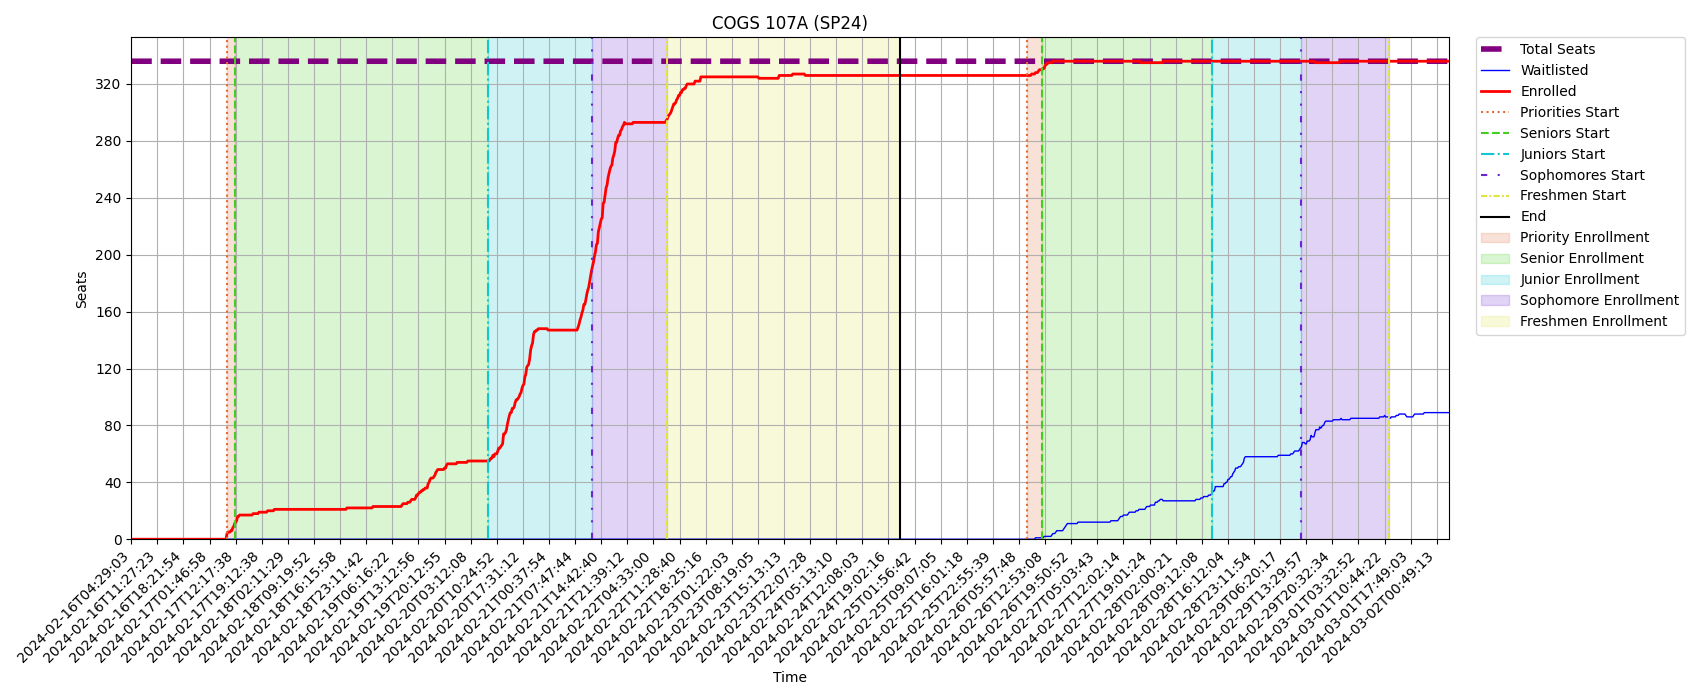 COGS 107A (SP24)
Total Seats
Waitlisted
Enrolled
Priorities Start
Seniors Start
Juniors Start
Sophomores Start
Freshmen Start
End
Priority Enrollment
Senior Enrollment
Junior Enrollment
Sophomore Enrollment
Freshmen Enrollment
Seats
320
280
240
200
160
120
80
40
0
2024-02-16T04:29:03
2024-02-16T11:27:23
2024-02-16T18:21:54
2024-02-17T01:46:58
2024-02-17T12:17:38
2024-02-17T19:12:38
2024-02-18T02:11:29
2024-02-18T09:19:52
2024-02-18T16:15:58
2024-02-18T23:11:42
2024-02-19T06:16:22
2024-02-19T13:12:56
2024-02-19T20:12:55
2024-02-20T03:12:08
2024-02-20T10:24:52
2024-02-20T17:31:12
2024-02-21T00:37:54
2024-02-21T07:47:44
2024-02-21T14:42:40
2024-02-21T21:39:12
2024-02-22T04:33:00
2024-02-22T11:28:40
2024-02-22T18:25:16
2024-02-23T01:22:03
2024-02-23T08:19:05
2024-02-23T15:13:13
2024-02-23T22:07:28
2024-02-24T05:13:10
2024-02-24T12:08:03
2024-02-24T19:02:16
2024-02-25T01:56:42
2024-02-25T09:07:05
2024-02-25T16:01:18
2024-02-25T22:55:39
2024-02-26T05:57:48
2024-02-26T12:53:09
2024-02-26T19:50:52
2024-02-27T05:03:43
2024-02-27T12:02:14
2024-02-27T19:01:24
2024-02-28T02:00:21
2024-02-28T09:12:08
2024-02-28T16:12:04
2024-02-28T23:11:54
2024-02-29T06:20:17
2024-02-29T13:29:57
2024-02-29T20:32:34
2024-03-01T03:32:52
2024-03-01T10:44:22
2024-03-01T17:49:03
2024-03-02T00:49:13
Time